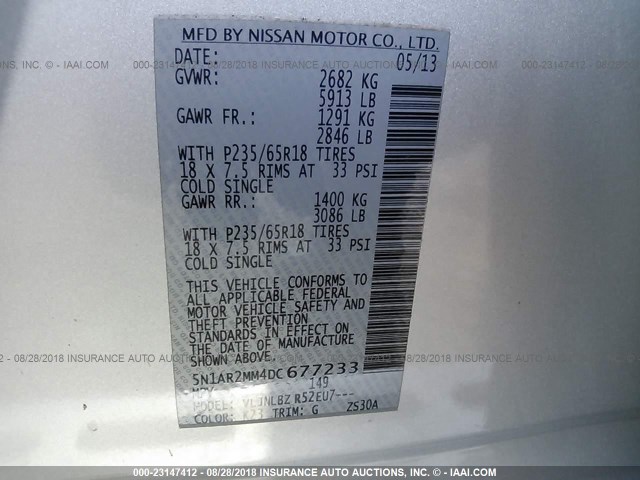 MFD BY NISSAN MOTOR CO., LTD.
DATE: 05/13
GVWR: 2682 KG
5913 LB
GAWR FR.: 1291 KG
2846 LB
WITH P235/65R18 TIRES
18 X 7.5 RIMS AT 33 PSI
COLD SINGLE
GAWR RR.: 1400 KG
3086 LB
WITH P235/65R18 TIRES
18 X 7.5 RIMS AT 33 PSI
COLD SINGLE
THIS VEHICLE CONFORMS TO
ALL APPLICABLE FEDERAL
MOTOR VEHICLE SAFETY AND
THEFT PREVENTION
STANDARDS IN EFFECT ON
THE DATE OF MANUFACTURE
SHOWN ABOVE.
5N1AR2MM4DC677233
MPV 149
MODEL: R52EU7---
COLOR: K23 TRIM: G ZS30A
000-23147412 - 08/28/2018 INSURANCE AUTO AUCTIONS - © - IAAI.COM